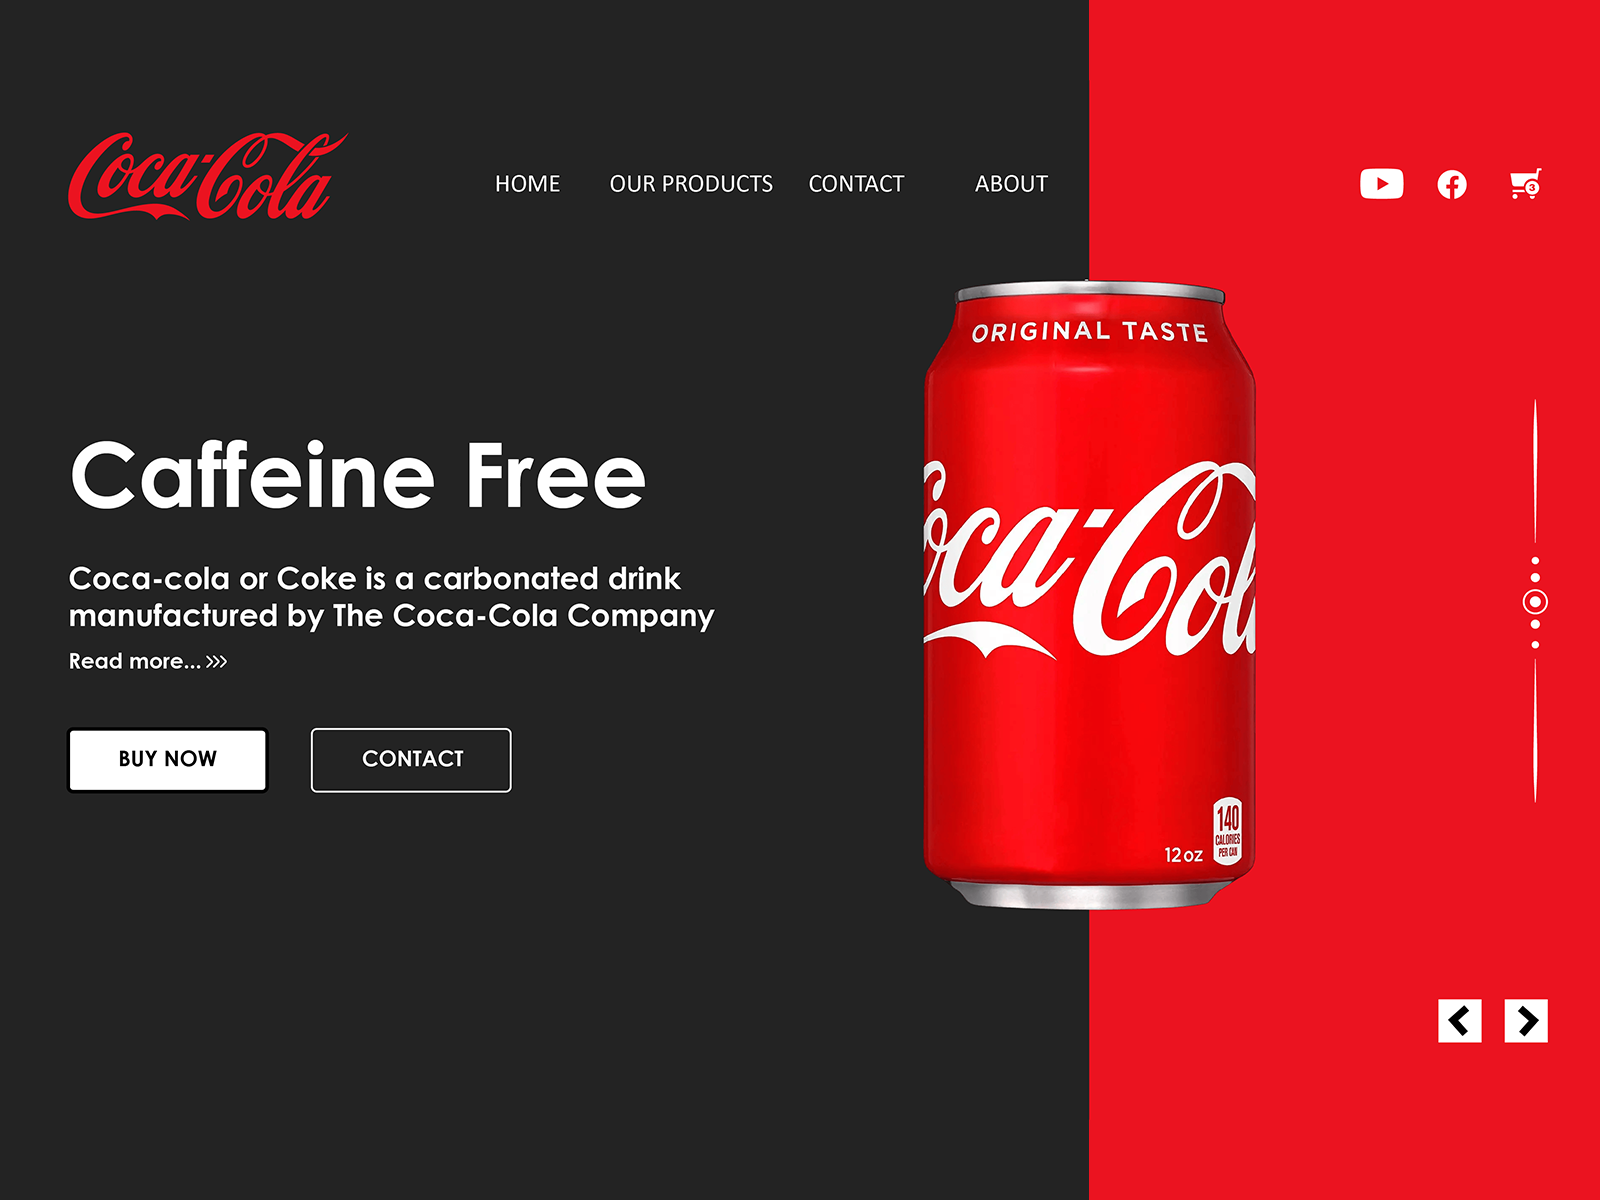 Coca-Cola
HOME
OUR PRODUCTS
CONTACT
ABOUT
3
ORIGINAL TASTE
Caffeine Free
Coca-cola or Coke is a carbonated drink
manufactured by The Coca-Cola Company
Read more...
BUY NOW
CONTACT
Coca-Cola
140
CALORIES
PER CAN
12 oz